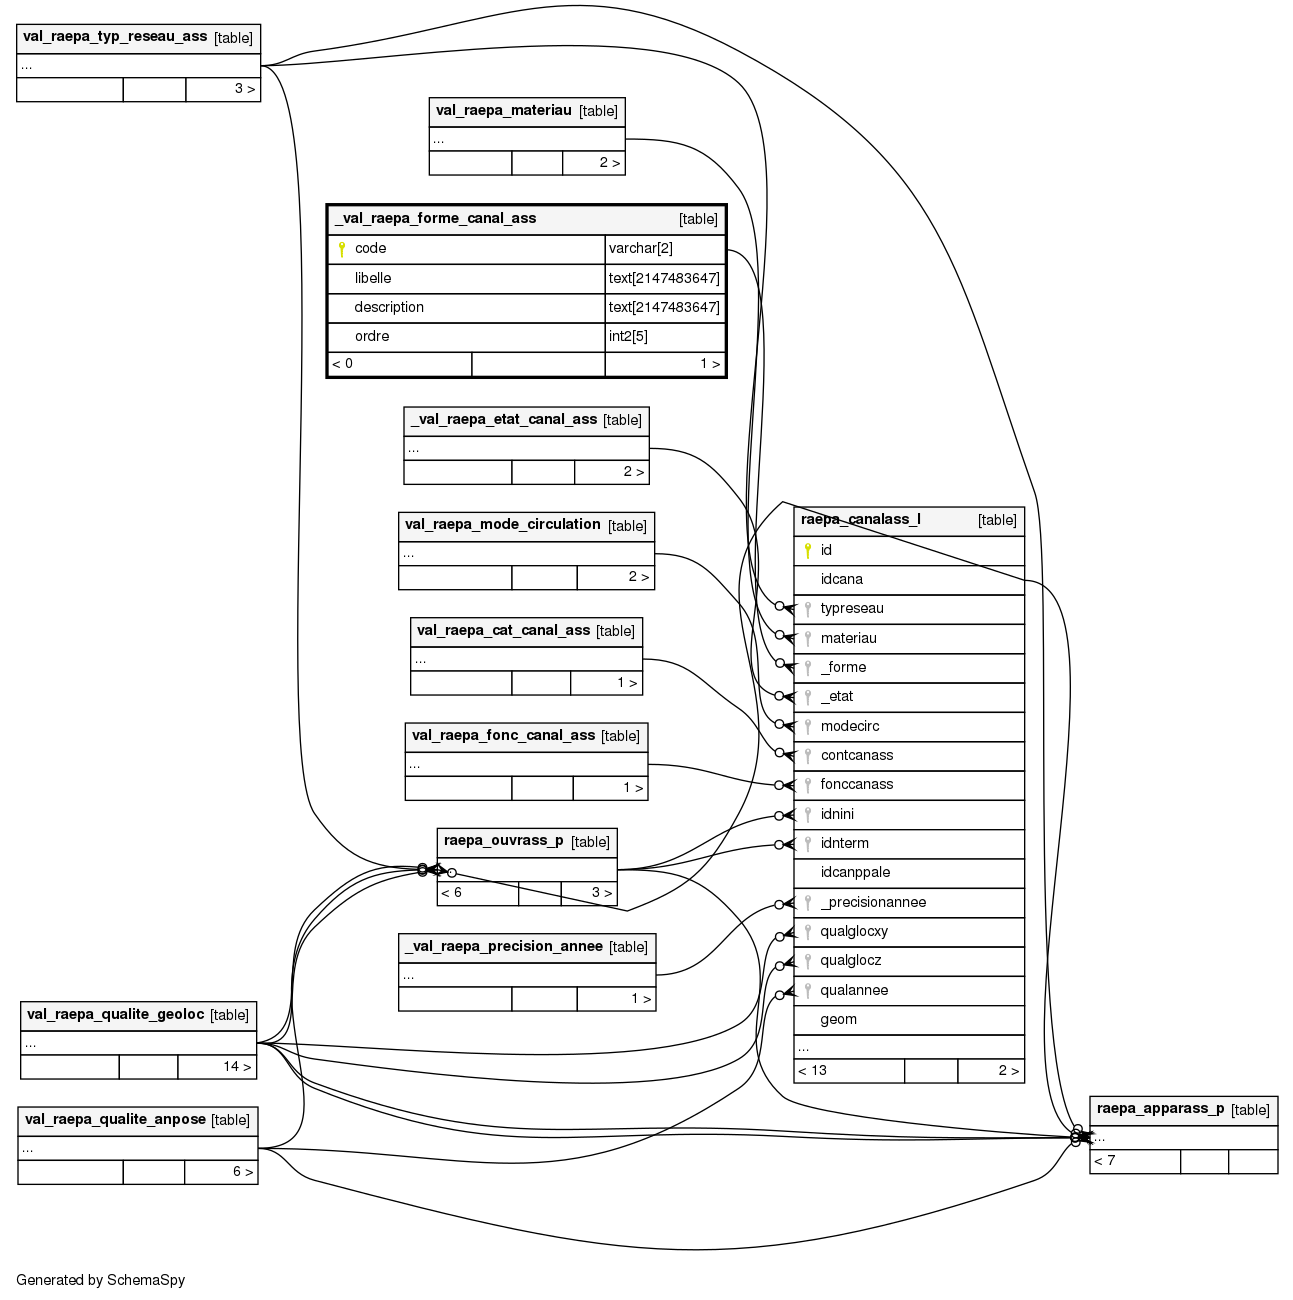 val_raepa_typ_reseau_ass [table]
...
3 >
val_raepa_materiau [table]
...
2 >
_val_raepa_forme_canal_ass [table]
code varchar[2]
libelle text[2147483647]
description text[2147483647]
ordre int2[5]
< 0 1 >
_val_raepa_etat_canal_ass [table]
...
2 >
val_raepa_mode_circulation [table]
...
2 >
val_raepa_cat_canal_ass [table]
...
1 >
val_raepa_fonc_canal_ass [table]
...
1 >
raepa_ouvrass_p [table]
< 6 3 >
_val_raepa_precision_annee [table]
...
1 >
raepa_canalass_l [table]
id
idcana
typreseau
materiau
_forme
_etat
modecirc
contcanass
fonccanass
idnini
idnterm
idcanppale
_precisionannee
qualglocxy
qualglocz
qualannee
geom
...
< 13 2 >
val_raepa_qualite_geoloc [table]
...
14 >
val_raepa_qualite_anpose [table]
...
6 >
raepa_apparass_p [table]
...
< 7
Generated by SchemaSpy